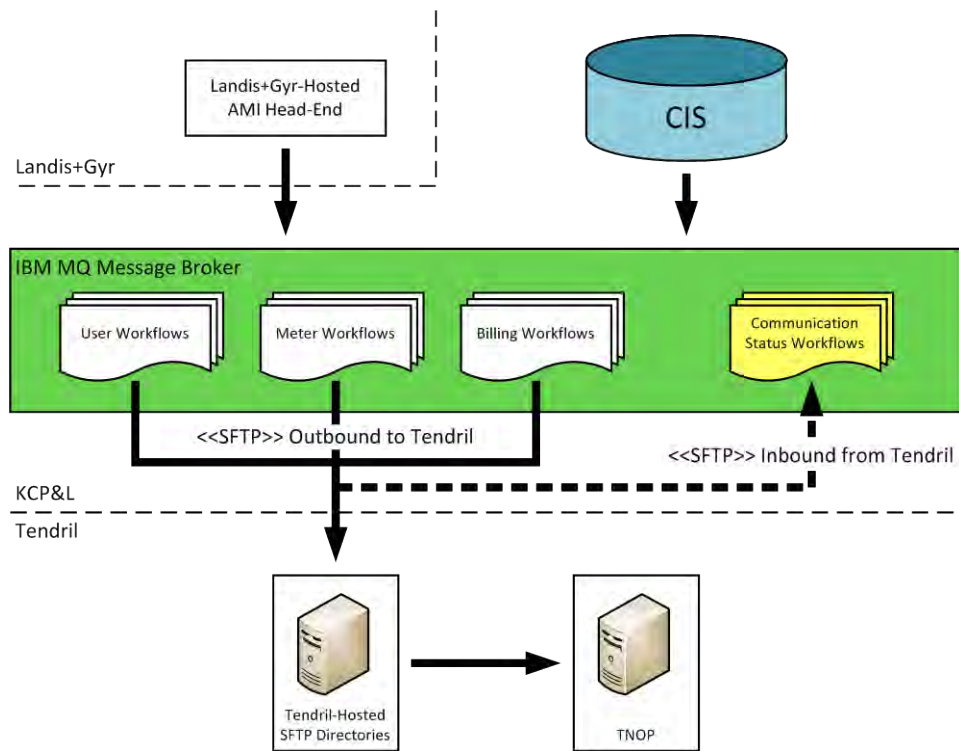 Landis+Gyr-Hosted
AMI Head-End
CIS
Landis+Gyr
IBM MQ Message Broker
User Workflows
Meter Workflows
Billing Workflows
Communication
Status Workflows
<<SFTP>> Outbound to Tendril
<<SFTP>> Inbound from Tendril
KCP&L
Tendril
Tendril-Hosted
SFTP Directories
TNOP